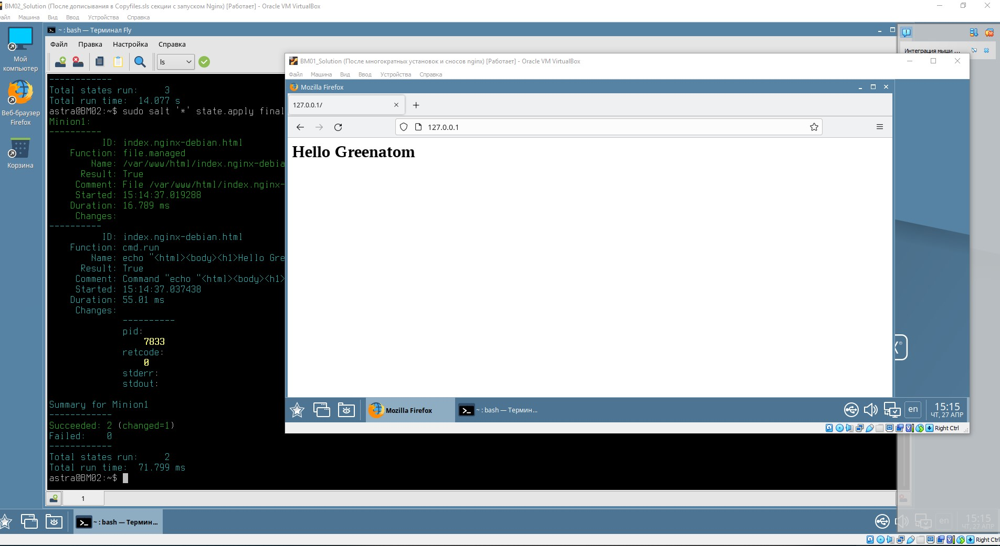 BM02_Solution (После дописывания в Copyfiles.sls секции с запуском Nginx) [Работает] - Oracle VM VirtualBox
Машина Вид Ввод Устройства Справка
Мой компьютер
Веб-браузер Firefox
Корзина
~ : bash — Терминал Fly
Файл Правка Настройка Справка
ls
------------
Total states run: 3
Total run time: 14.077 s
astra@BM02:~$ sudo salt '*' state.apply final
Minion1:
----------
ID: index.nginx-debian.html
Function: file.managed
Name: /var/www/html/index.nginx-debia
Result: True
Comment: File /var/www/html/index.nginx-
Started: 15:14:37.019288
Duration: 16.789 ms
Changes:
----------
ID: index.nginx-debian.html
Function: cmd.run
Name: echo "<html><body><h1>Hello Gre
Result: True
Comment: Command "echo "<html><body><h1>
Started: 15:14:37.037438
Duration: 55.01 ms
Changes:
----------
pid:
7833
retcode:
0
stderr:
stdout:
Summary for Minion1
------------
Succeeded: 2 (changed=1)
Failed: 0
------------
Total states run: 2
Total run time: 71.799 ms
astra@BM02:~$
1
Интеграция мыши ...
BM01_Solution (После многократных установок и сносов nginx) [Работает] - Oracle VM VirtualBox
Файл Машина Вид Ввод Устройства Справка
Mozilla Firefox
127.0.0.1/
127.0.0.1
Hello Greenatom
Mozilla Firefox
~ : bash — Термин...
en
15:15
ЧТ, 27 АПР
Right Ctrl
~ : bash — Термин...
en
15:15
ЧТ, 27 АПР
Right Ctrl